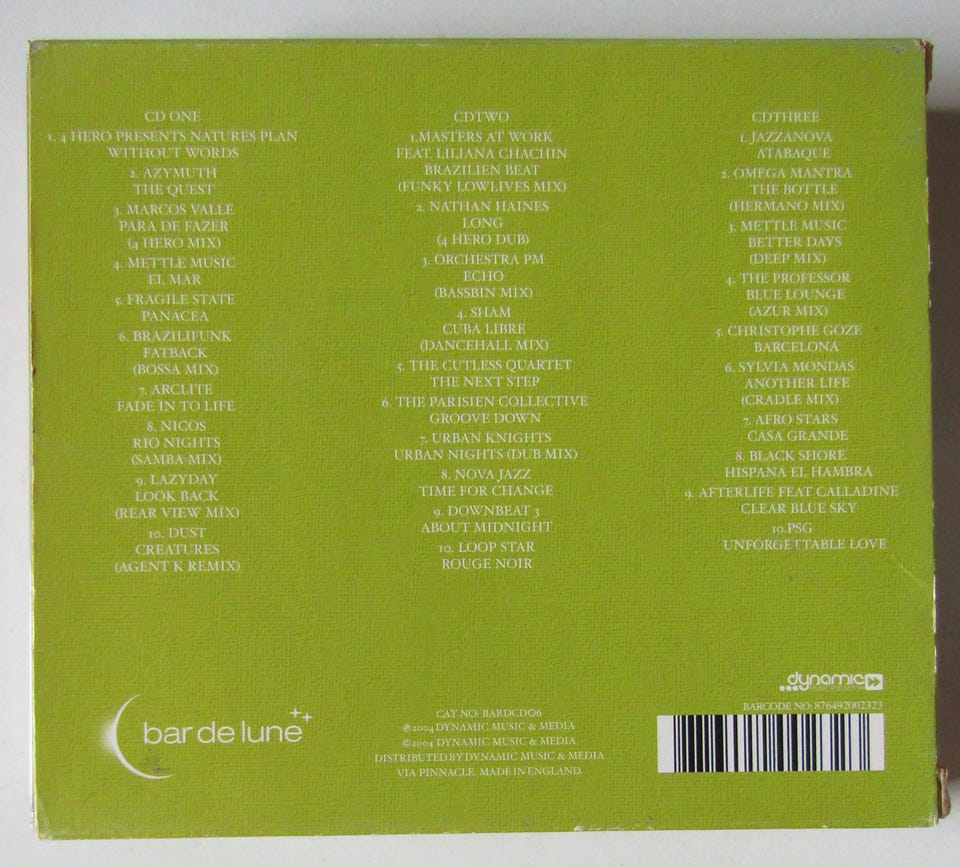 CD ONE
1. 4 HERO PRESENTS NATURES PLAN
WITHOUT WORDS
2. AZYMUTH
THE QUEST
3. MARCOS VALLE
PARA DE FAZER
(4 HERO MIX)
4. METTLE MUSIC
EL MAR
5. FRAGILE STATE
PANACEA
6. BRAZILIFUNK
FATBACK
(BOSSA MIX)
7. ARCLITE
FADE IN TO LIFE
8. NICOS
RIO NIGHTS
(SAMBA MIX)
9. LAZYDAY
LOOK BACK
(REAR VIEW MIX)
10. DUST
CREATURES
(AGENT K REMIX)
CDTWO
1.MASTERS AT WORK
FEAT. LILIANA CHACHIN
BRAZILIEN BEAT
(FUNKY LOWLIVES MIX)
2. NATHAN HAINES
LONG
(4 HERO DUB)
3. ORCHESTRA PM
ECHO
(BASSBIN MIX)
4. SHAM
CUBA LIBRE
(DANCEHALL MIX)
5. THE CUTLESS QUARTET
THE NEXT STEP
6. THE PARISIEN COLLECTIVE
GROOVE DOWN
7. URBAN KNIGHTS
URBAN NIGHTS (DUB MIX)
8. NOVA JAZZ
TIME FOR CHANGE
9. DOWNBEAT 3
ABOUT MIDNIGHT
10. LOOP STAR
ROUGE NOIR
CDTHREE
1. JAZZANOVA
ATABAQUE
2. OMEGA MANTRA
THE BOTTLE
(HERMANO MIX)
3. METTLE MUSIC
BETTER DAYS
(DEEP MIX)
4. THE PROFESSOR
BLUE LOUNGE
(AZUR MIX)
5. CHRISTOPHE GOZE
BARCELONA
6. SYLVIA MONDAS
ANOTHER LIFE
(CRADLE MIX)
7. AFRO STARS
CASA GRANDE
8. BLACK SHORE
HISPANA EL HAMBRA
9. AFTERLIFE FEAT CALLADINE
CLEAR BLUE SKY
10.PSG
UNFORGETTABLE LOVE
bar de lune
CAT NO: BARDCD06
℗2004 DYNAMIC MUSIC & MEDIA
©2004 DYNAMIC MUSIC & MEDIA
DISTRIBUTED BY DYNAMIC MUSIC & MEDIA
VIA PINNACLE. MADE IN ENGLAND.
...dynamic
BARCODE NO: 876492002323